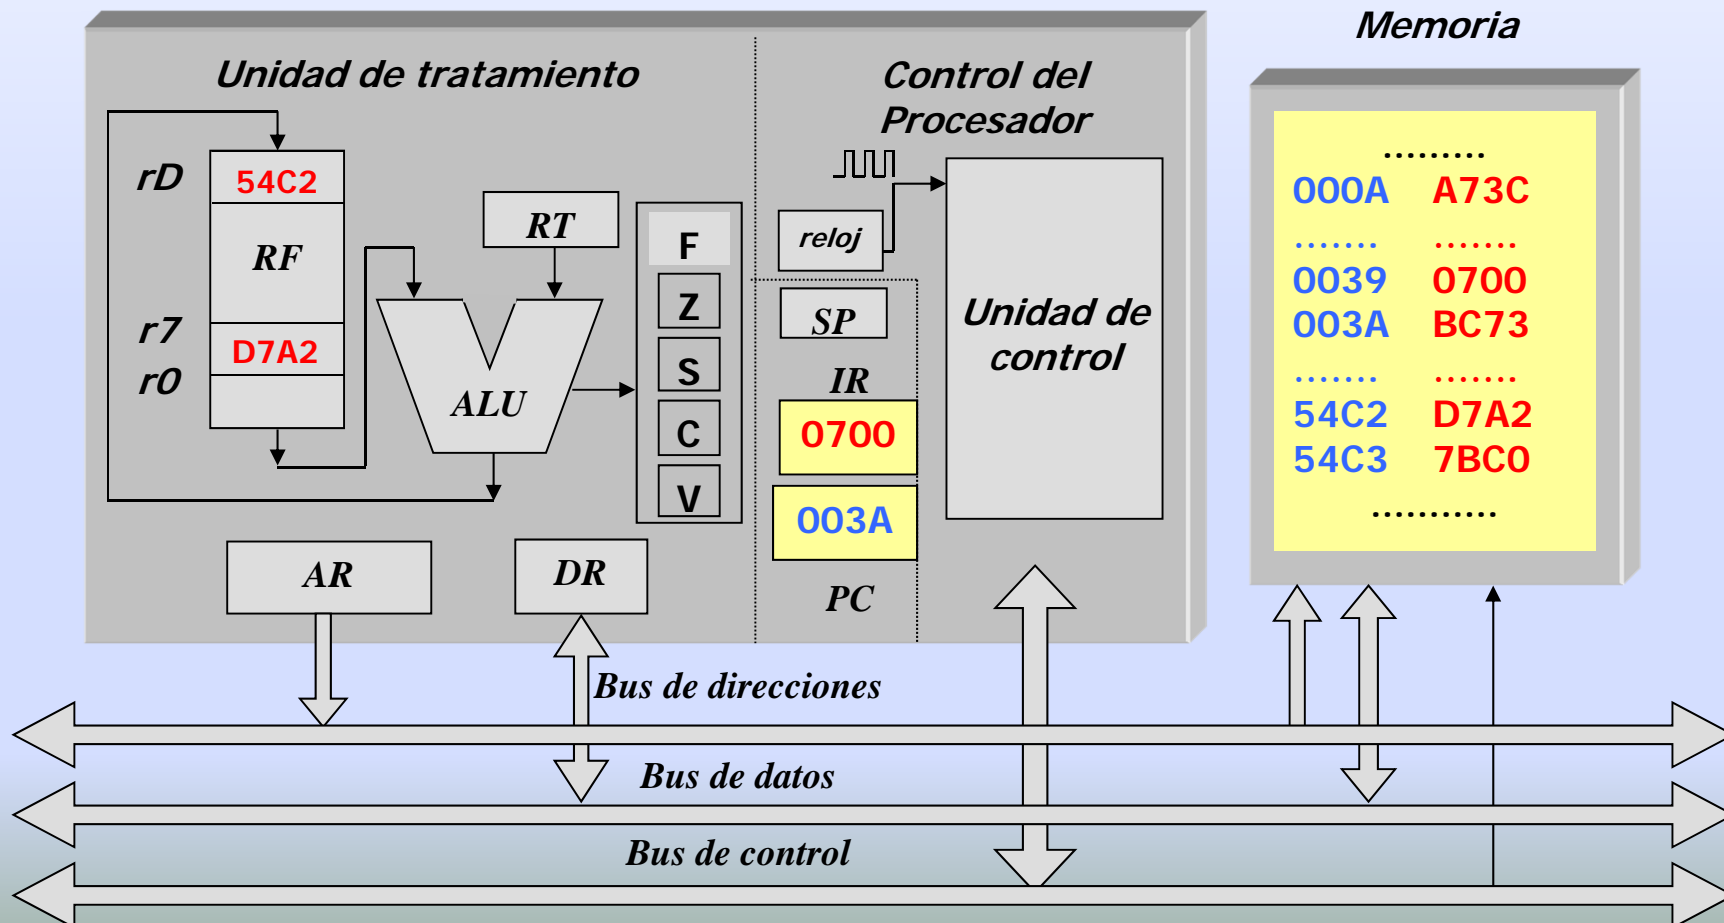 Memoria
Unidad de tratamiento
Control del
Procesador
rD
54C2
RF
r7
D7A2
r0
RT
ALU
F
Z
S
C
V
reloj
SP
IR
0700
003A
PC
Unidad de
control
AR
DR
.........
000A A73C
....... .......
0039 0700
003A BC73
....... .......
54C2 D7A2
54C3 7BC0
...........
Bus de direcciones
Bus de datos
Bus de control